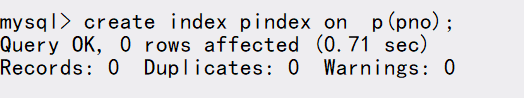 mysql> create index pindex on  p(pno);
Query OK, 0 rows affected (0.71 sec)
Records: 0  Duplicates: 0  Warnings: 0